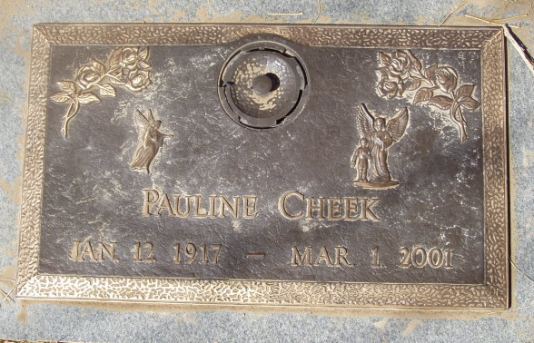 PAULINE CHEEK
JAN. 12, 1917 — MAR. 1, 2001